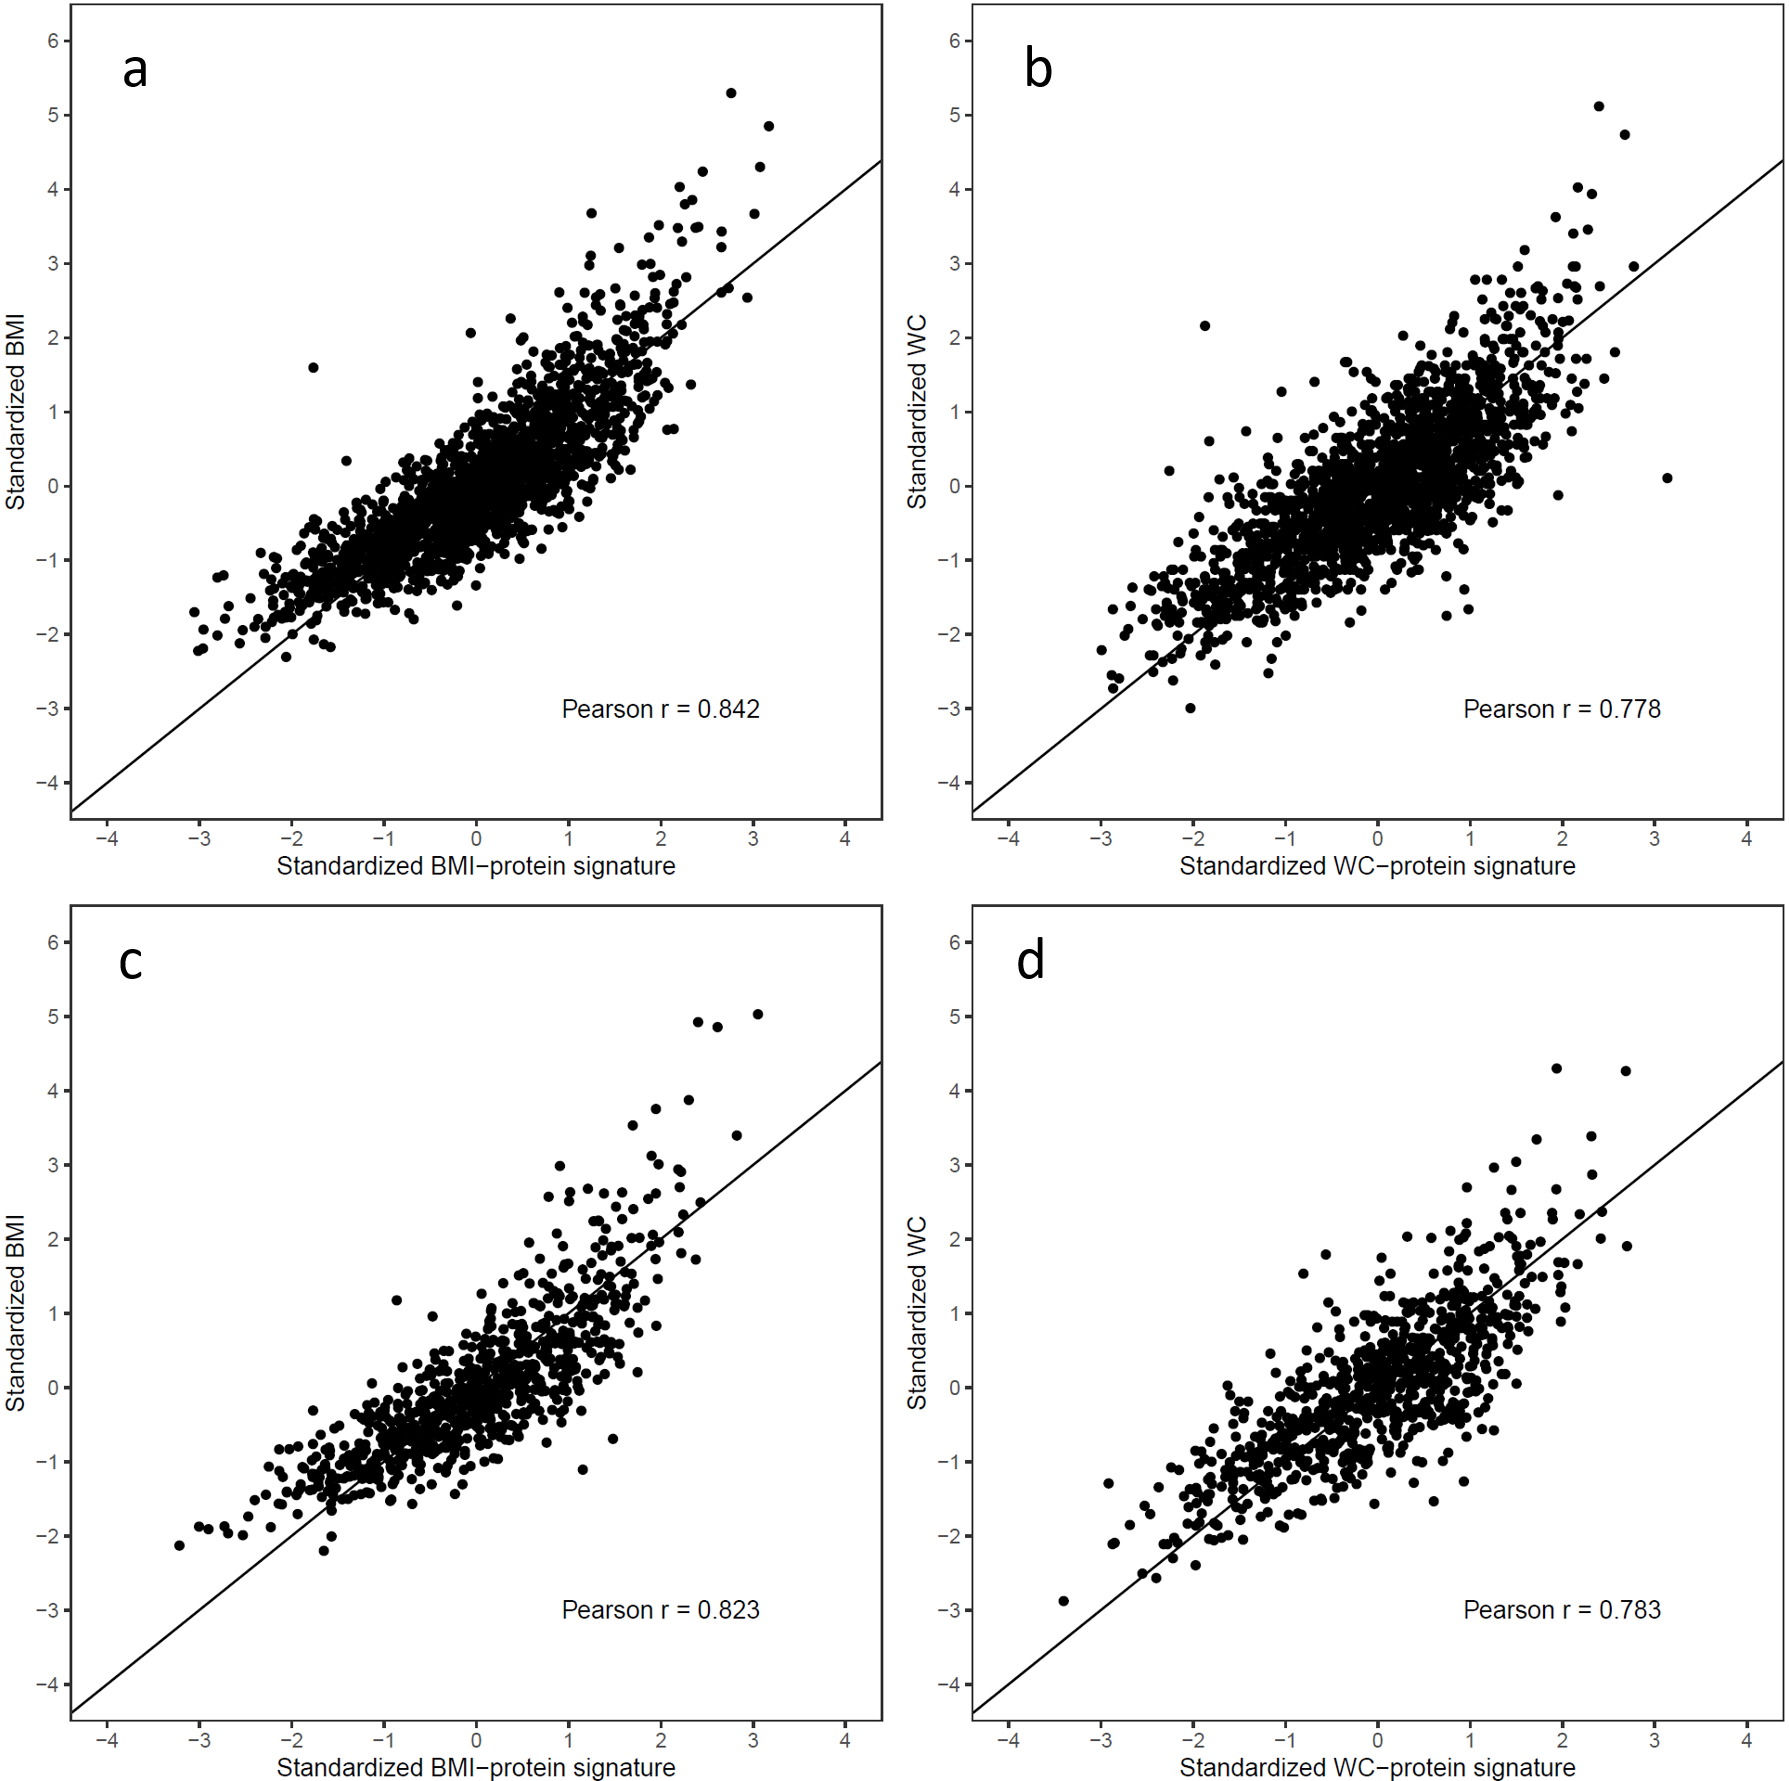 a
6
5
4
3
2
1
0
−1
−2
−3
−4
Standardized BMI
Pearson r = 0.842
−4 −3 −2 −1 0 1 2 3 4
Standardized BMI−protein signature
b
6
5
4
3
2
1
0
−1
−2
−3
−4
Standardized WC
Pearson r = 0.778
−4 −3 −2 −1 0 1 2 3 4
Standardized WC−protein signature
c
6
5
4
3
2
1
0
−1
−2
−3
−4
Standardized BMI
Pearson r = 0.823
−4 −3 −2 −1 0 1 2 3 4
Standardized BMI−protein signature
d
6
5
4
3
2
1
0
−1
−2
−3
−4
Standardized WC
Pearson r = 0.783
−4 −3 −2 −1 0 1 2 3 4
Standardized WC−protein signature